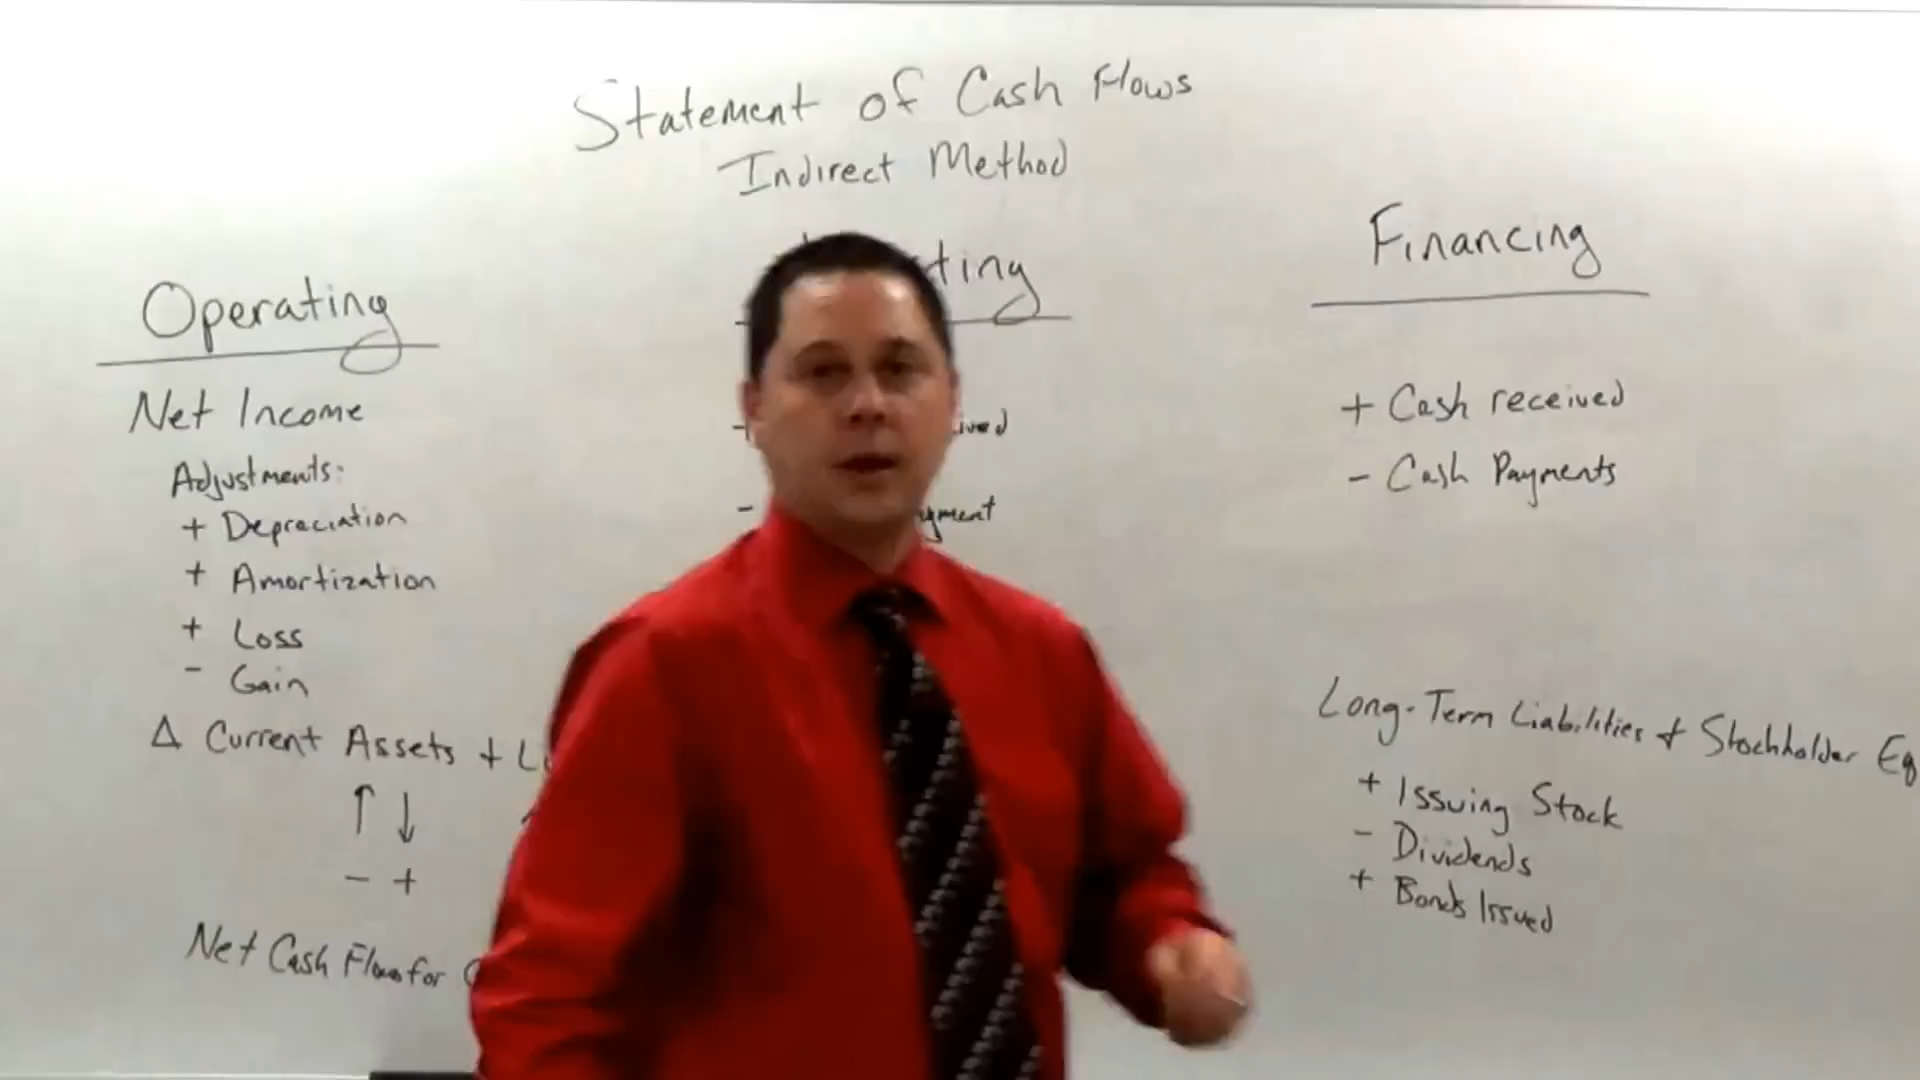 Statement of Cash Flows
Indirect Method
Operating
Net Income
Adjustments:
+ Depreciation
+ Amortization
+ Loss
- Gain
Δ Current Assets +
↑ ↓
- +
Net Cash Flow for
ting
+
-
Financing
+ Cash received
- Cash Payments
Long-Term Liabilities & Stockholder Eq
+ Issuing Stock
- Dividends
+ Bonds Issued